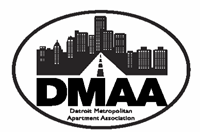 DMAA
Detroit Metropolitan
Apartment Association